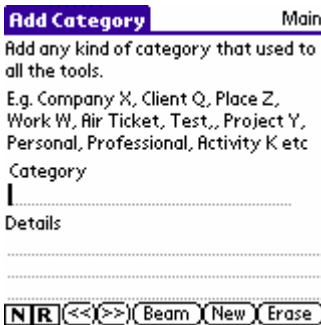 Add Category Main
Add any kind of category that used to
all the tools.
E.g. Company X, Client Q, Place Z,
Work W, Air Ticket, Test,, Project Y,
Personal, Professional, Activity K etc
Category
Details
N R << >> Beam New Erase